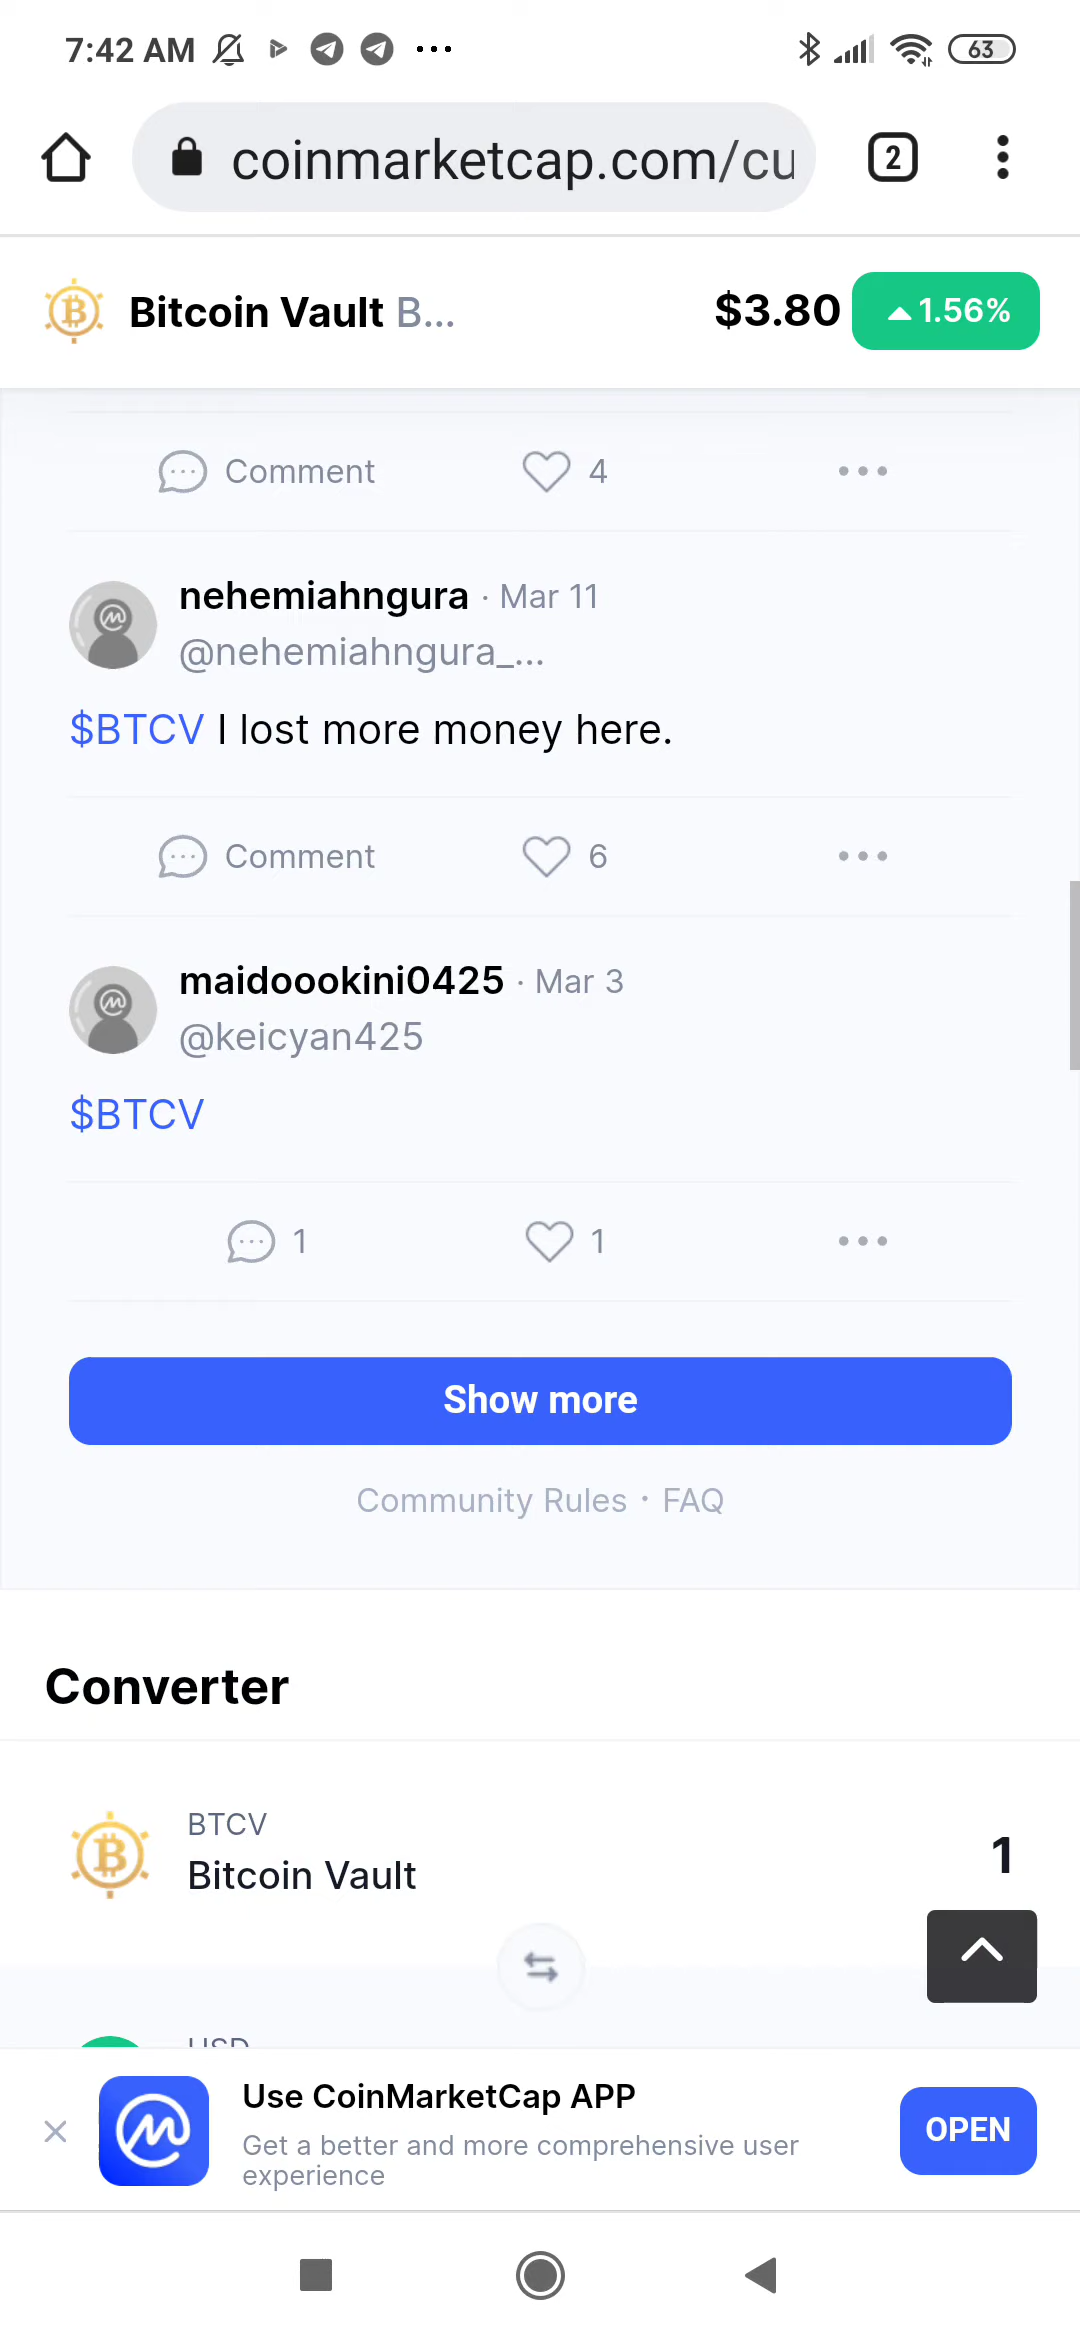 7:42 AM
63
coinmarketcap.com/cu
2
Bitcoin Vault B...
$3.80
1.56%
Comment
4
nehemiahngura · Mar 11
@nehemiahngura_...
$BTCV I lost more money here.
Comment
6
maidoookini0425 · Mar 3
@keicyan425
$BTCV
1
1
Show more
Community Rules · FAQ
Converter
BTCV
Bitcoin Vault
1
USD
Use CoinMarketCap APP
Get a better and more comprehensive user
experience
OPEN